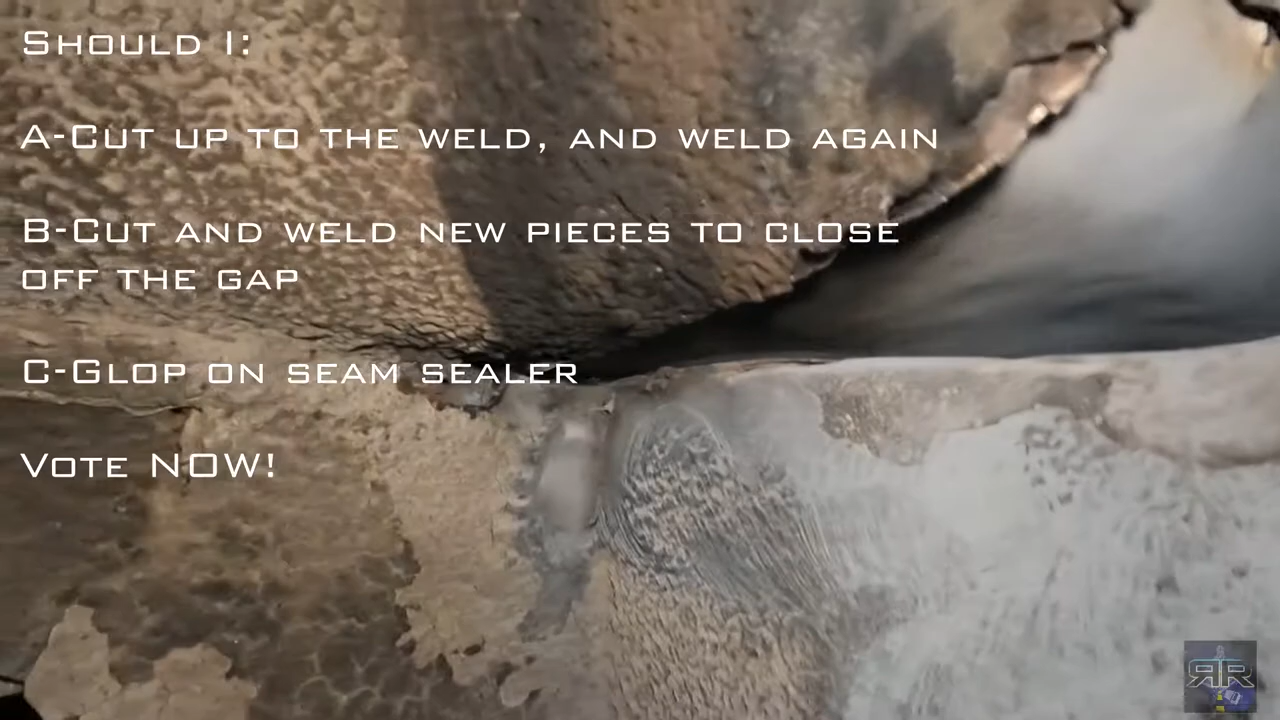 Should I:
A-Cut up to the weld, and weld again
B-Cut and weld new pieces to close
off the gap
C-Glop on seam sealer
Vote NOW!